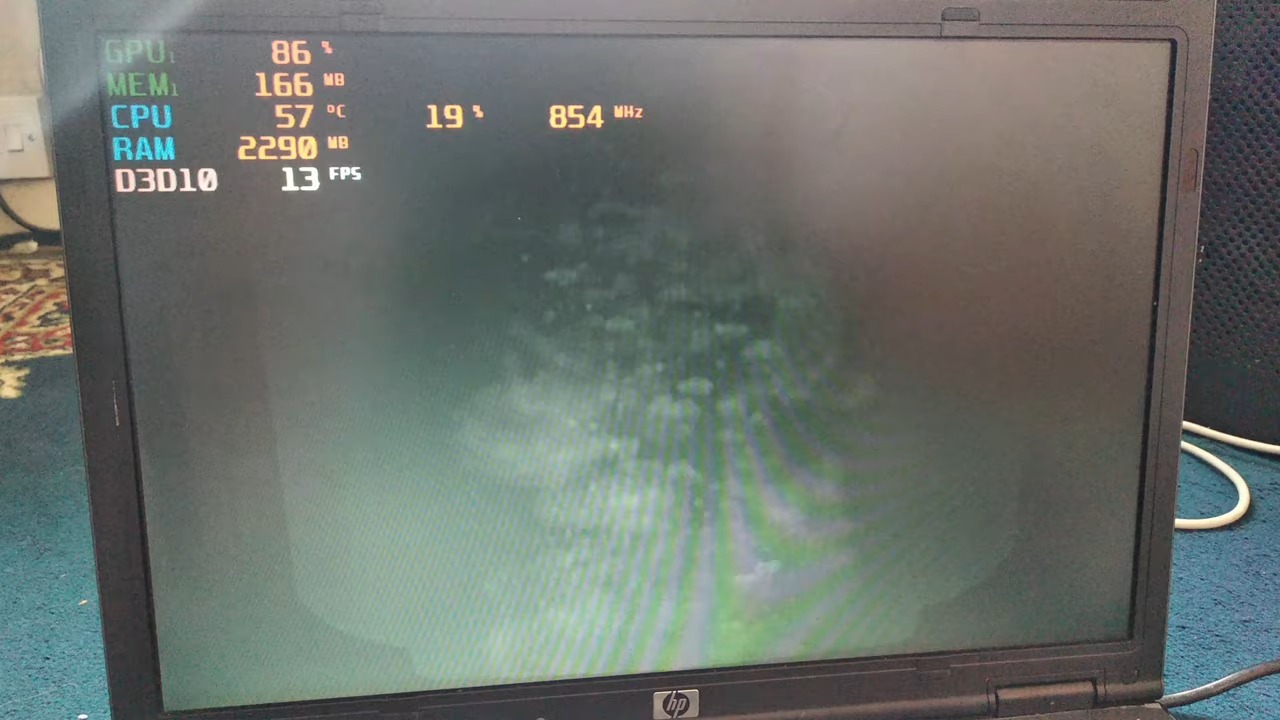 GPU1 86 %
MEM1 166 MB
CPU 57 °C 19 % 854 MHz
RAM 2290 MB
D3D10 13 FPS
hp